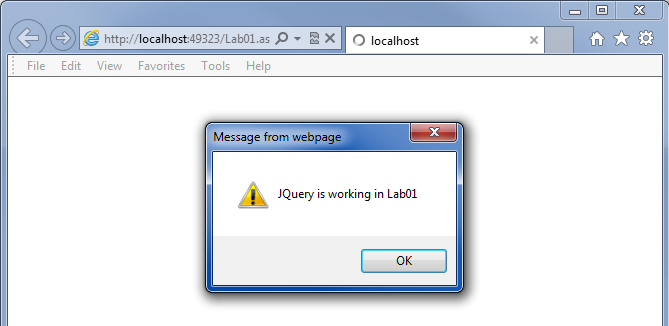 http://localhost:49323/Lab01.as
localhost
File Edit View Favorites Tools Help
Message from webpage
JQuery is working in Lab01
OK